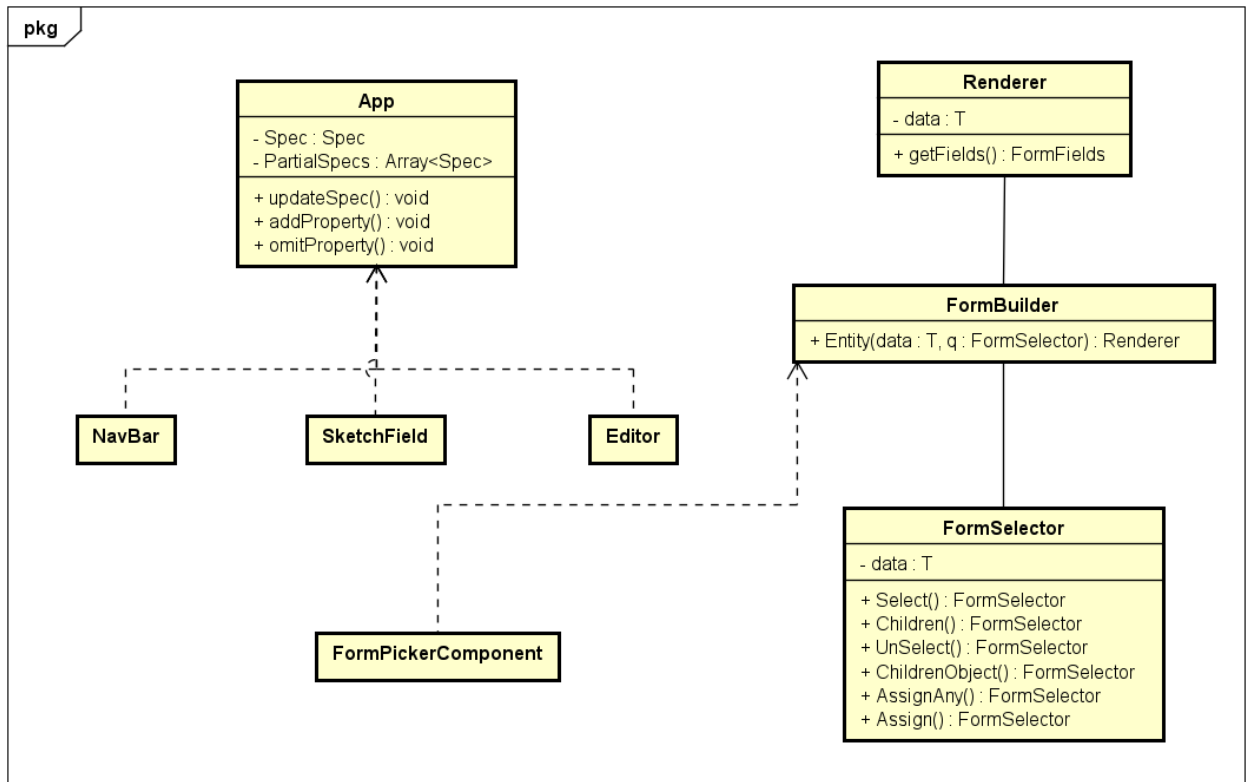 pkg
App
- Spec : Spec
- PartialSpecs : Array<Spec>
+ updateSpec() : void
+ addProperty() : void
+ omitProperty() : void
Renderer
- data : T
+ getFields() : FormFields
FormBuilder
+ Entity(data : T, q : FormSelector) : Renderer
NavBar
SketchField
Editor
FormSelector
- data : T
+ Select() : FormSelector
+ Children() : FormSelector
+ UnSelect() : FormSelector
+ ChildrenObject() : FormSelector
+ AssignAny() : FormSelector
+ Assign() : FormSelector
FormPickerComponent